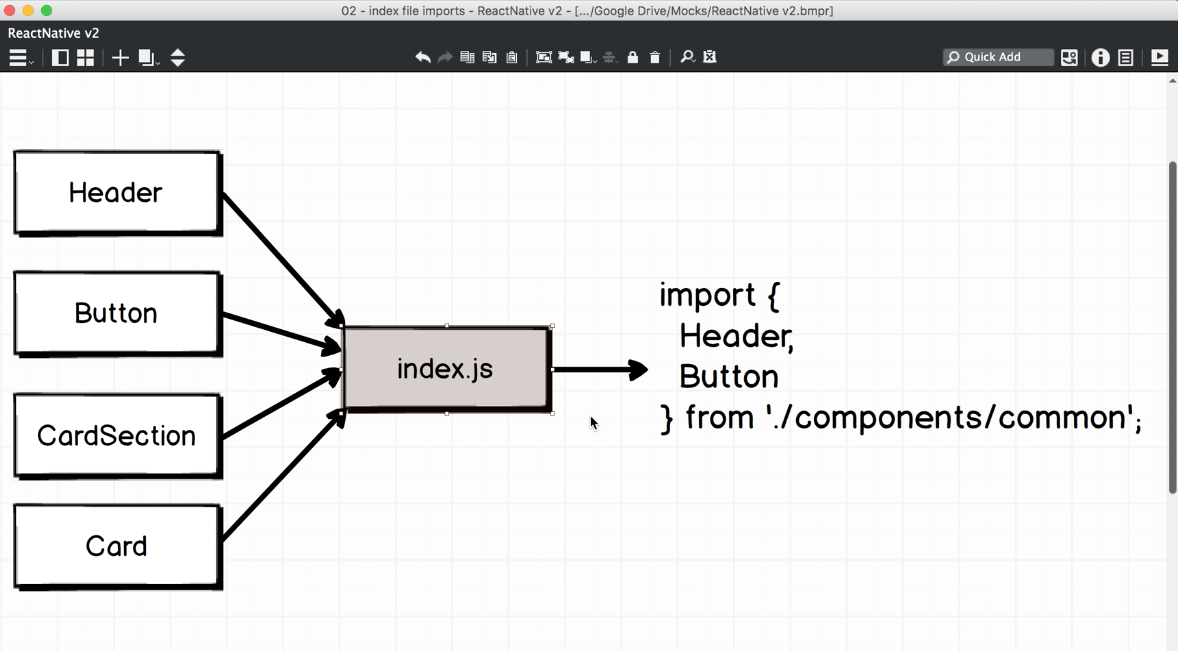 02 - index file imports - ReactNative v2 - [.../Google Drive/Mocks/ReactNative v2.bmpr]
ReactNative v2
Quick Add
Header
Button
CardSection
Card
index.js
import {
Header,
Button
} from './components/common';